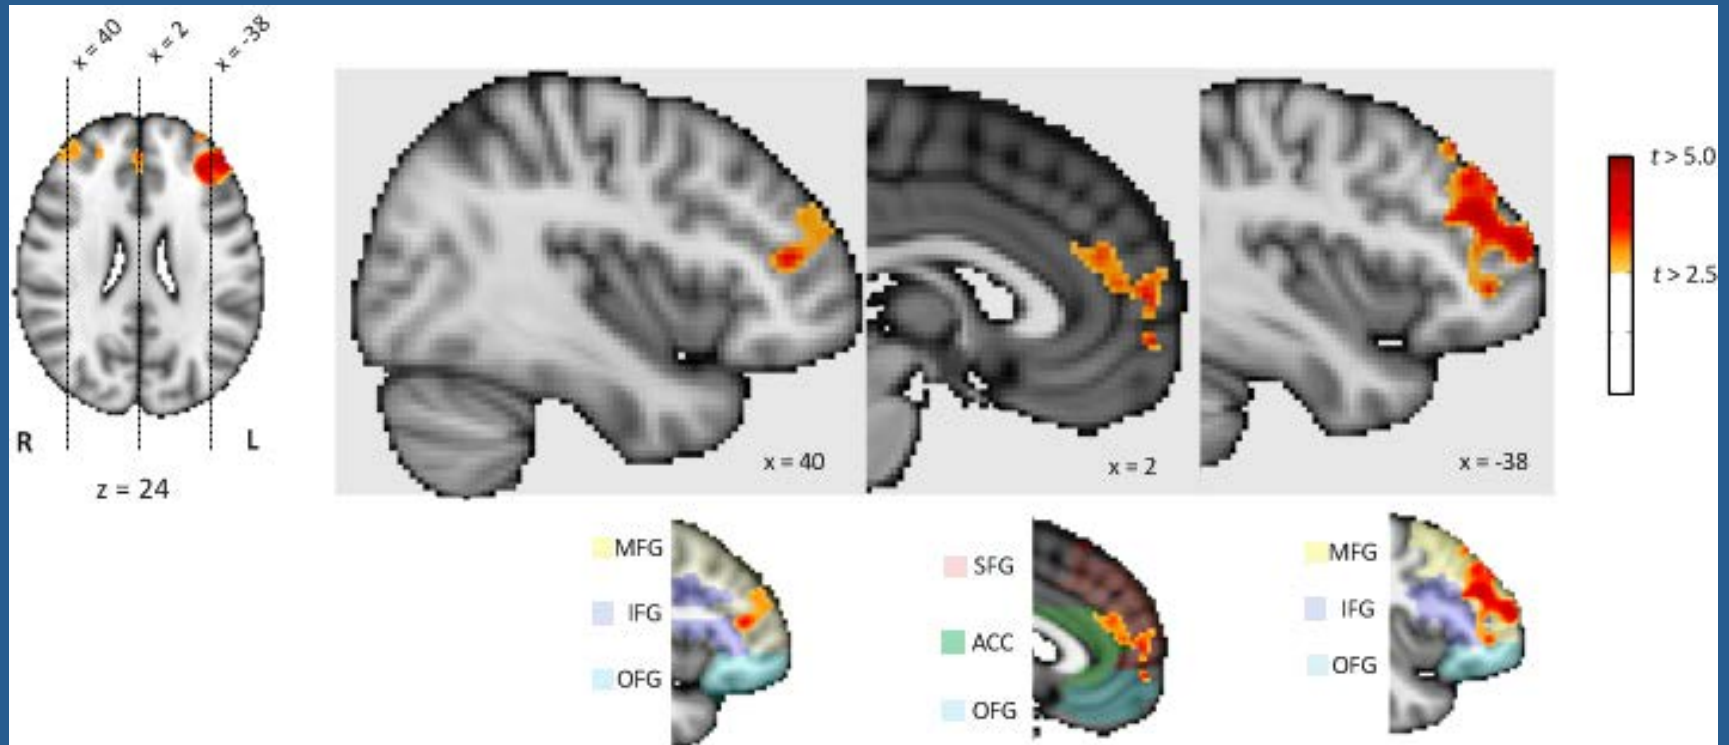 x = 40
x = 2
x = -38
R
L
z = 24
x = 40
x = 2
x = -38
t > 5.0
t > 2.5
MFG
IFG
OFG
SFG
ACC
OFG
MFG
IFG
OFG